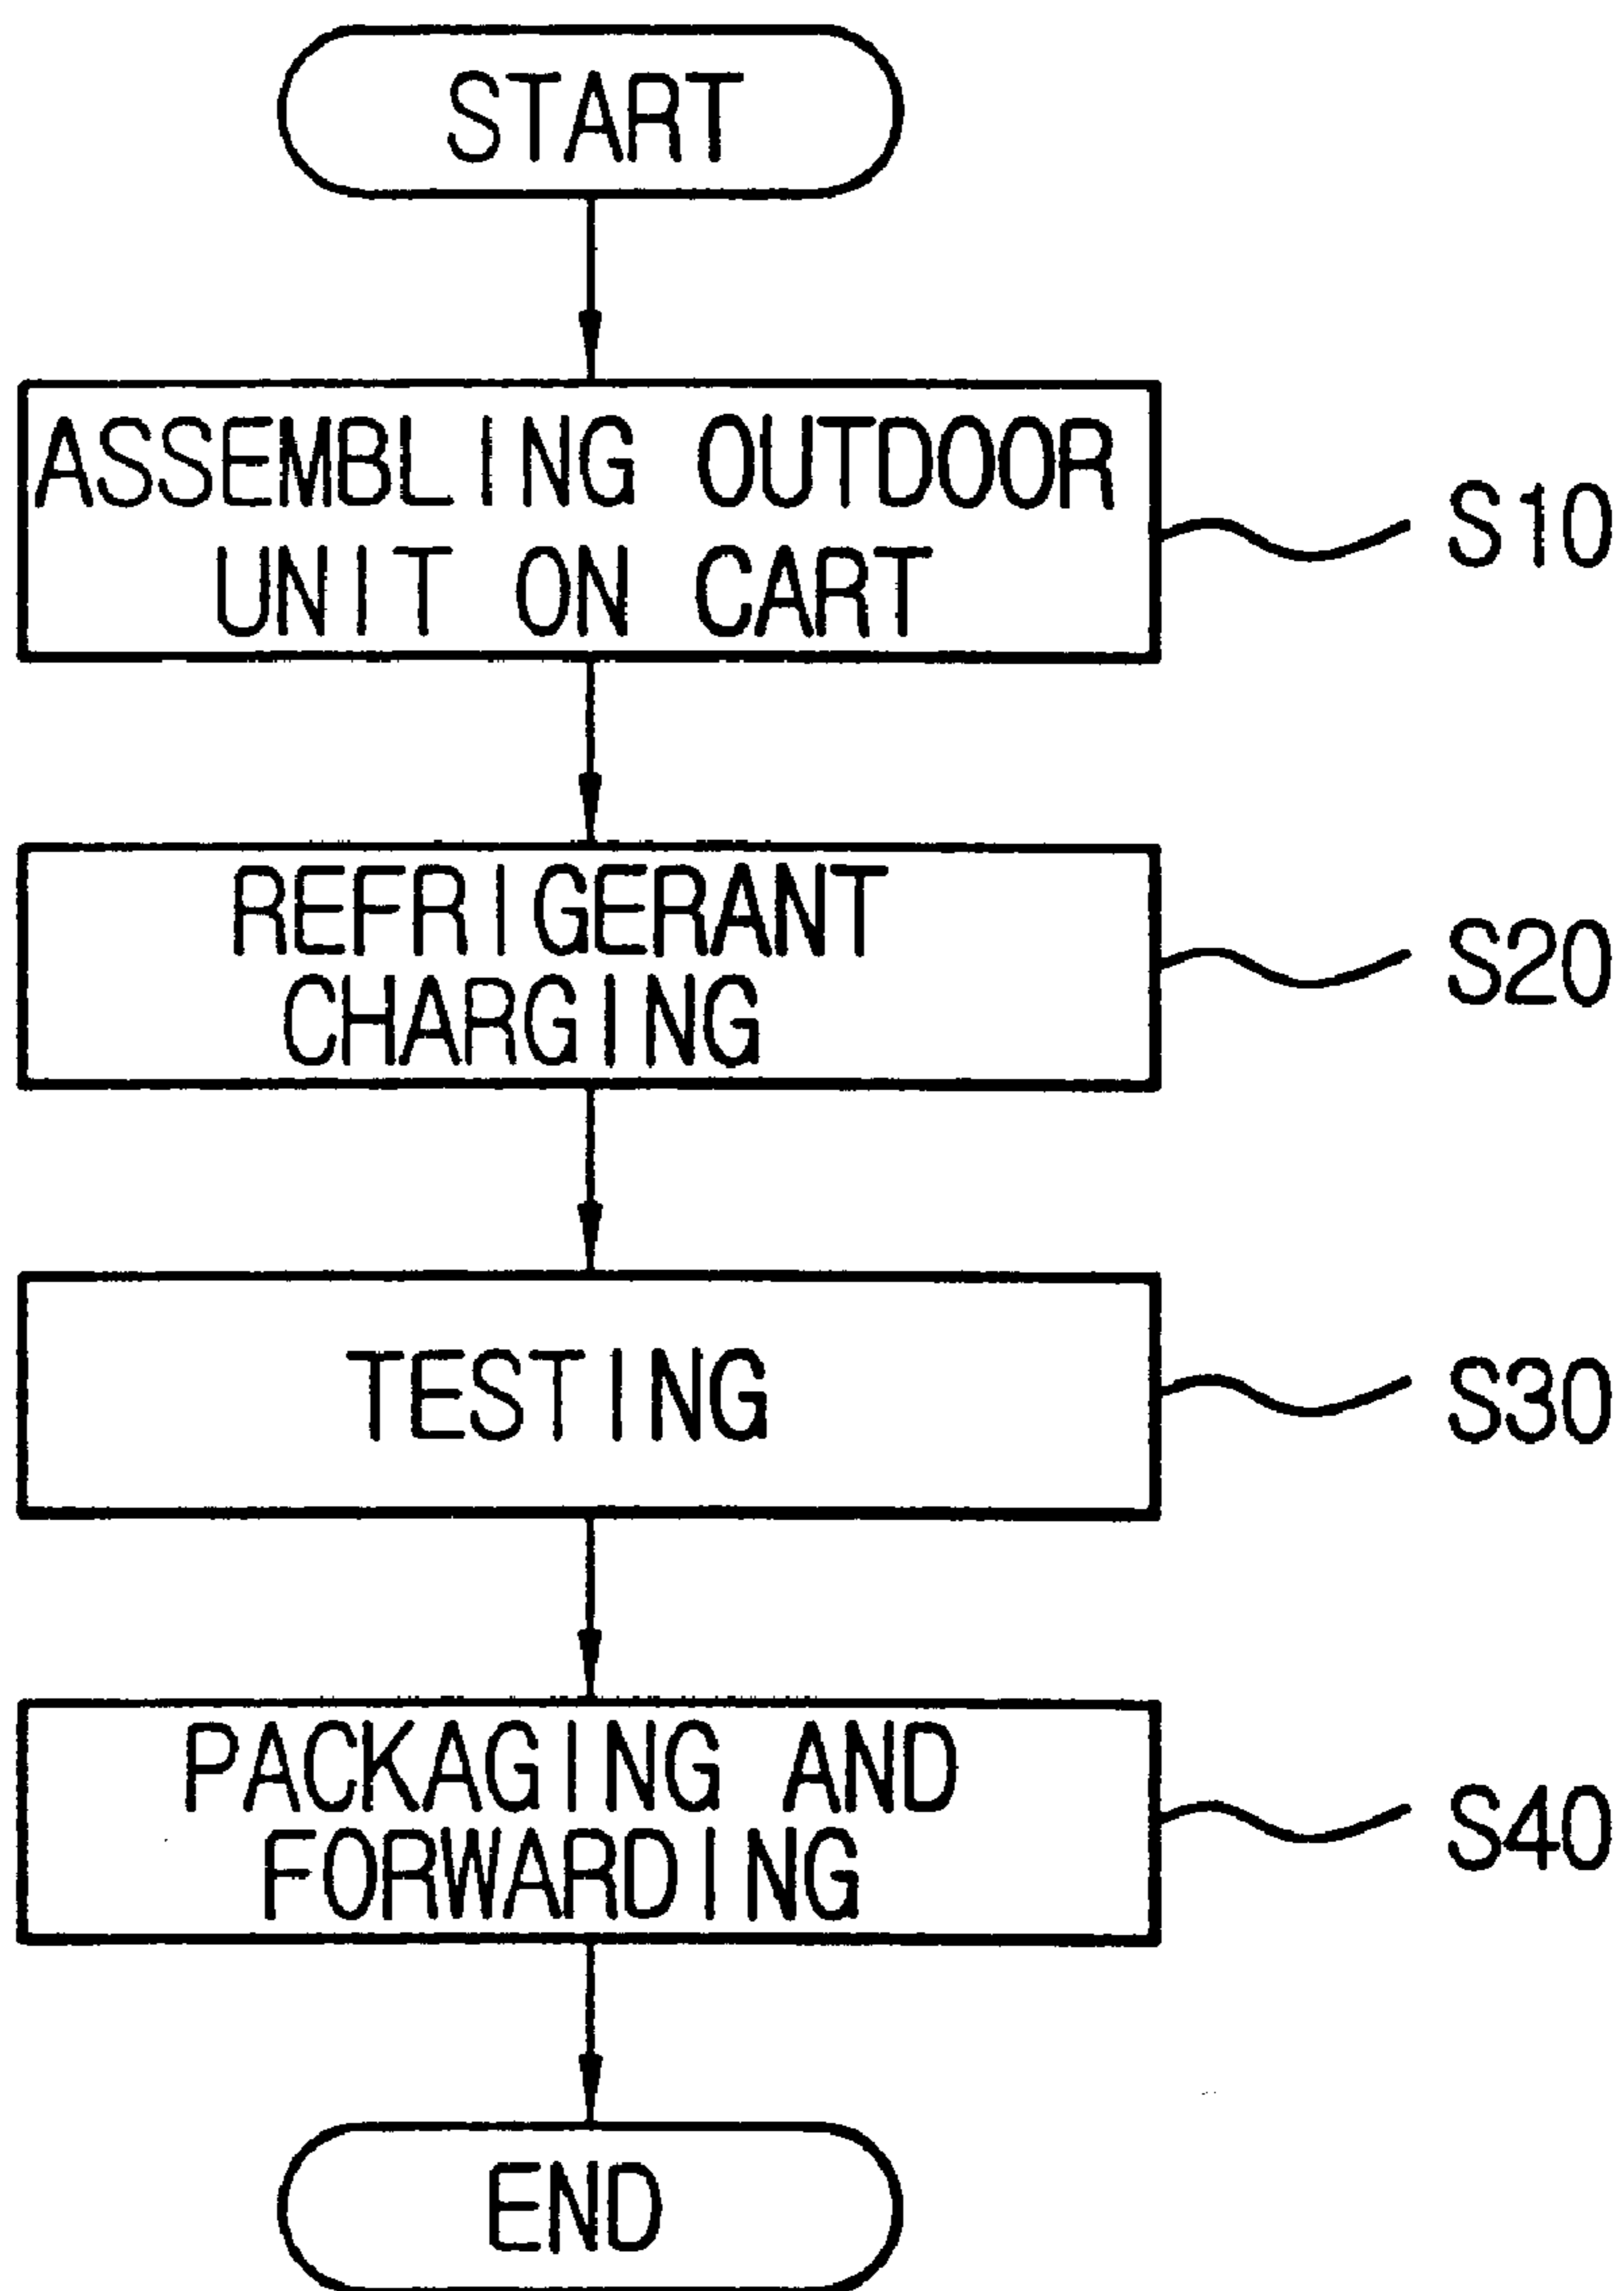 START
ASSEMBLING OUTDOOR
UNIT ON CART
S10
REFRIGERANT
CHARGING
S20
TESTING
S30
PACKAGING AND
FORWARDING
S40
END